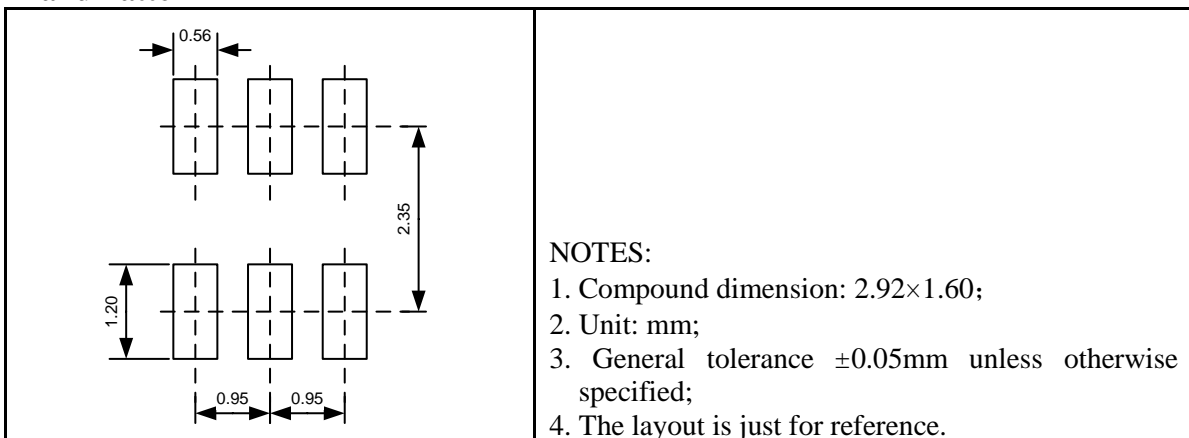 0.56
2.35
1.20
0.95 0.95
NOTES:
1. Compound dimension: 2.92×1.60；
2. Unit: mm;
3. General tolerance ±0.05mm unless otherwise
specified;
4. The layout is just for reference.